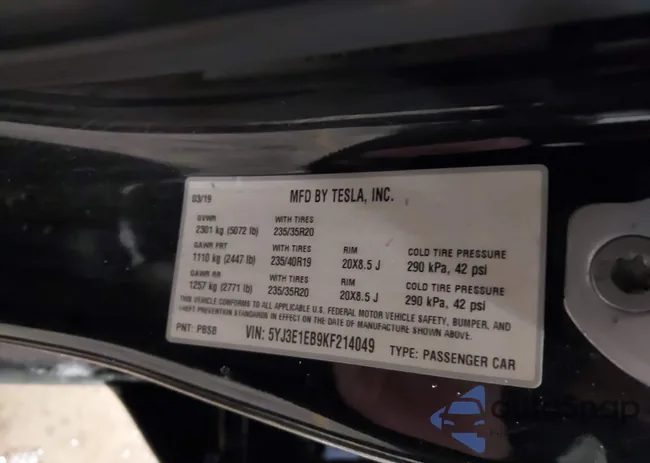 03/19 MFD BY TESLA, INC.
GVWR WITH TIRES
2301 kg (5072 lb) 235/35R20
GAWR FRT WITH TIRES RIM COLD TIRE PRESSURE
1110 kg (2447 lb) 235/40R19 20X8.5 J 290 kPa, 42 psi
GAWR RR WITH TIRES RIM COLD TIRE PRESSURE
1257 kg (2771 lb) 235/35R20 20X8.5 J 290 kPa, 42 psi
THIS VEHICLE CONFORMS TO ALL APPLICABLE U.S. FEDERAL MOTOR VEHICLE SAFETY, BUMPER, AND
THEFT PREVENTION STANDARDS IN EFFECT ON THE DATE OF MANUFACTURE SHOWN ABOVE.
PNT: PBSB VIN: 5YJ3E1EB9KF214049 TYPE: PASSENGER CAR
autoSnap